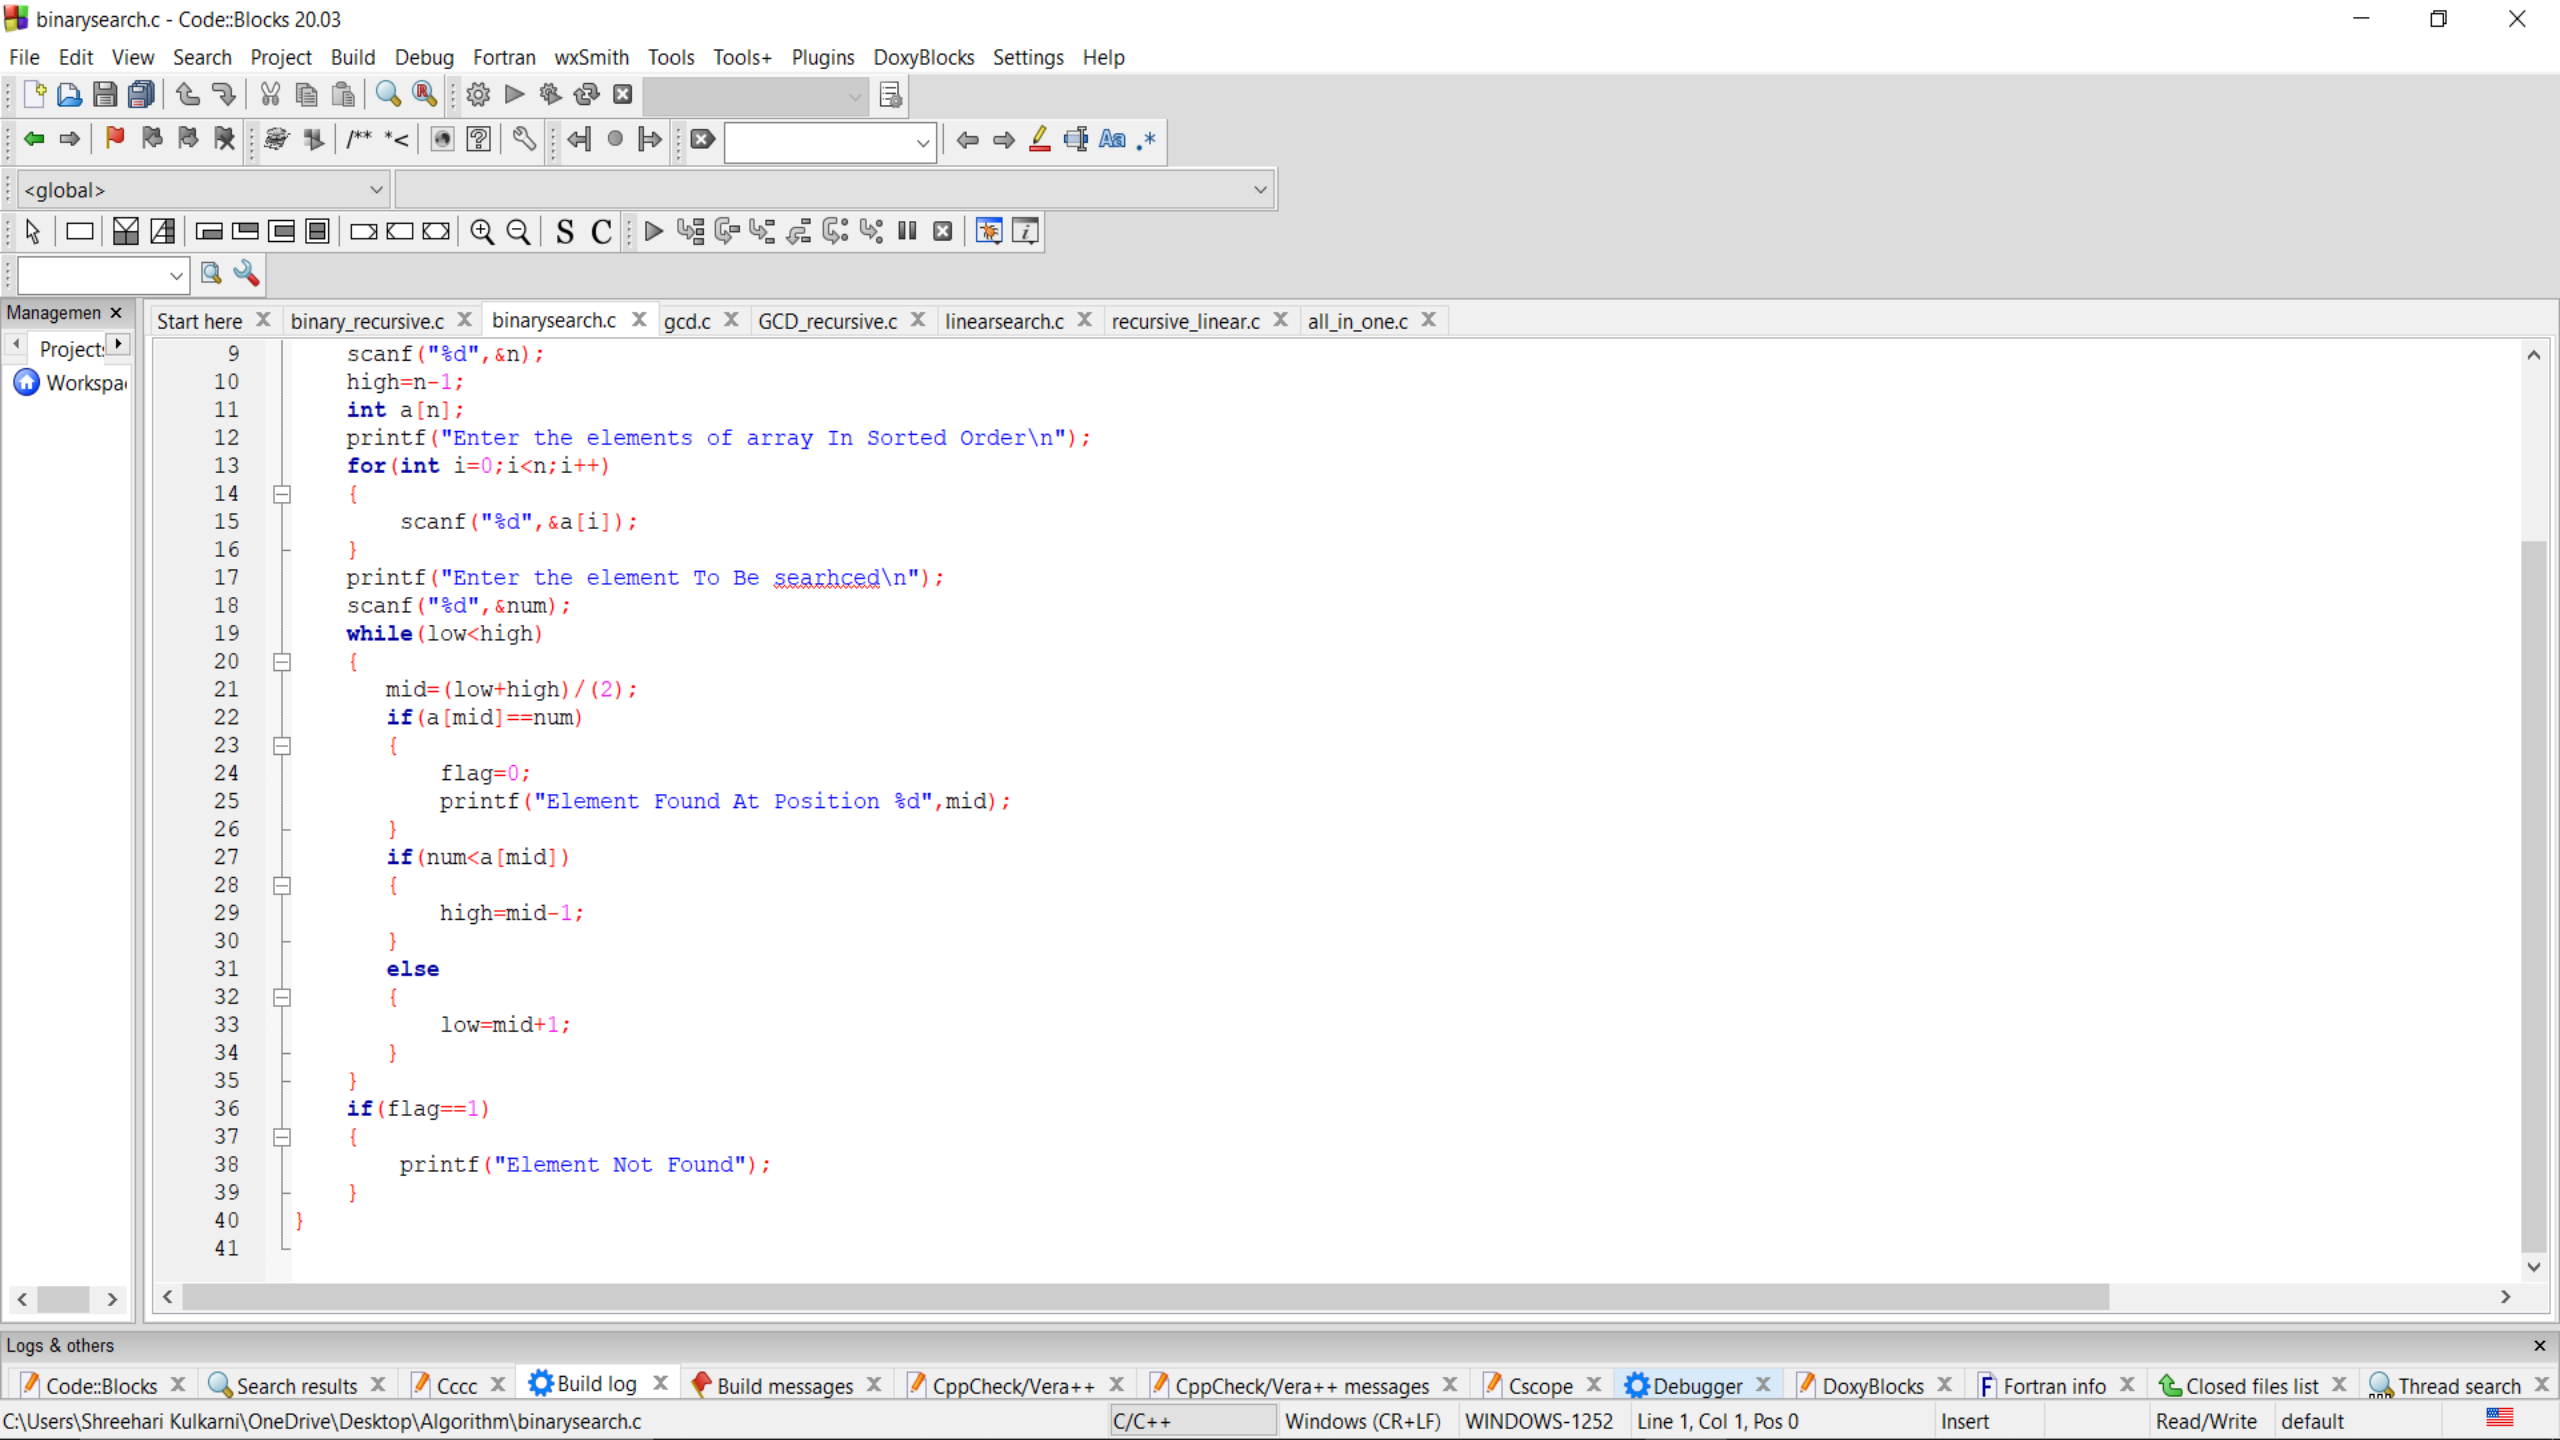 binarysearch.c - Code::Blocks 20.03
File Edit View Search Project Build Debug Fortran wxSmith Tools Tools+ Plugins DoxyBlocks Settings Help
/** *<
Aa .*
<global>
S C
Managemen
Start here binary_recursive.c binarysearch.c gcd.c GCD_recursive.c linearsearch.c recursive_linear.c all_in_one.c
Projects
Workspa
9 scanf("%d",&n);
10 high=n-1;
11 int a[n];
12 printf("Enter the elements of array In Sorted Order\n");
13 for(int i=0;i<n;i++)
14 {
15 scanf("%d",&a[i]);
16 }
17 printf("Enter the element To Be searhced\n");
18 scanf("%d",&num);
19 while(low<high)
20 {
21 mid=(low+high)/(2);
22 if(a[mid]==num)
23 {
24 flag=0;
25 printf("Element Found At Position %d",mid);
26 }
27 if(num<a[mid])
28 {
29 high=mid-1;
30 }
31 else
32 {
33 low=mid+1;
34 }
35 }
36 if(flag==1)
37 {
38 printf("Element Not Found");
39 }
40 }
41
Logs & others
Code::Blocks Search results Cccc Build log Build messages CppCheck/Vera++ CppCheck/Vera++ messages Cscope Debugger DoxyBlocks Fortran info Closed files list Thread search
C:\Users\Shreehari Kulkarni\OneDrive\Desktop\Algorithm\binarysearch.c C/C++ Windows (CR+LF) WINDOWS-1252 Line 1, Col 1, Pos 0 Insert Read/Write default